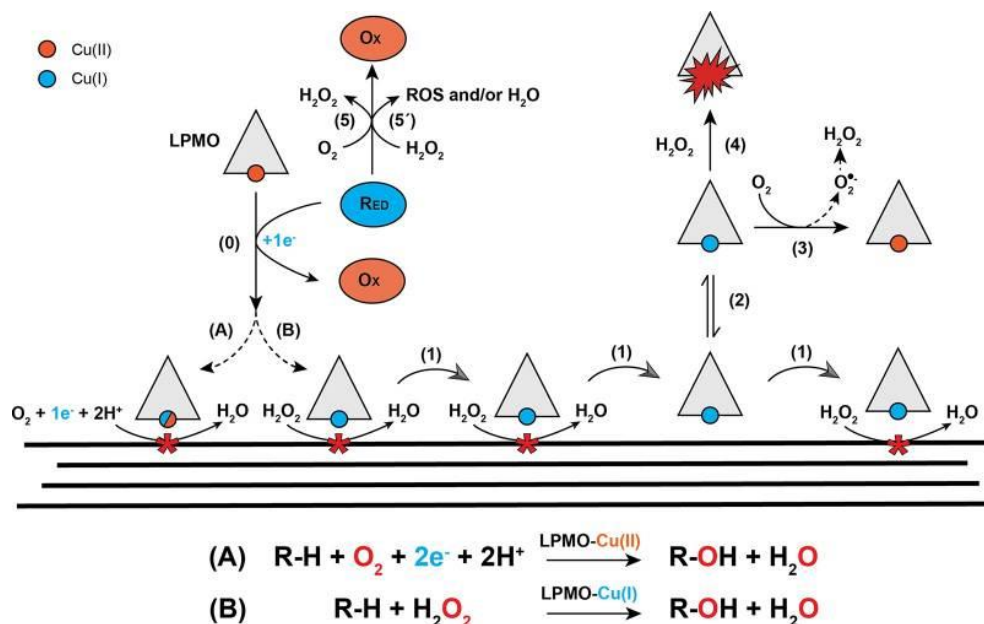 Cu(II)
Cu(I)
LPMO
Ox
H₂O₂
ROS and/or H₂O
(5)
(5´)
O₂
H₂O₂
RED
(0)
+1e⁻
Ox
(A)
(B)
H₂O₂
(4)
O₂
H₂O₂
O₂•⁻
(3)
(2)
(1)
(1)
(1)
O₂ + 1e⁻ + 2H⁺
H₂O
H₂O₂
H₂O
H₂O₂
H₂O
H₂O₂
H₂O
(A) R-H + O₂ + 2e⁻ + 2H⁺ LPMO-Cu(II) R-OH + H₂O
(B) R-H + H₂O₂ LPMO-Cu(I) R-OH + H₂O